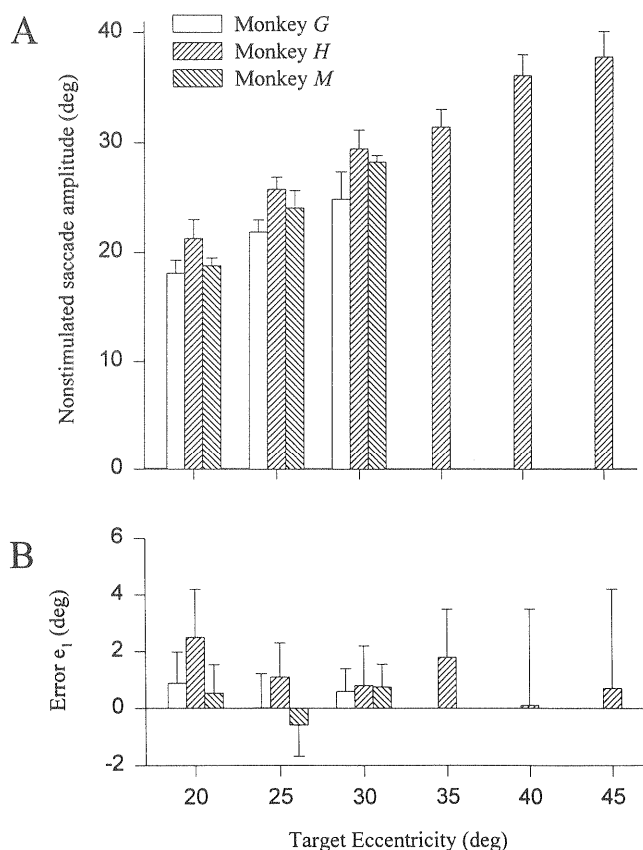 A
Nonstimulated saccade amplitude (deg)
40
30
20
10
0
Monkey G
Monkey H
Monkey M
B
Error e1 (deg)
6
4
2
0
-2
20 25 30 35 40 45
Target Eccentricity (deg)